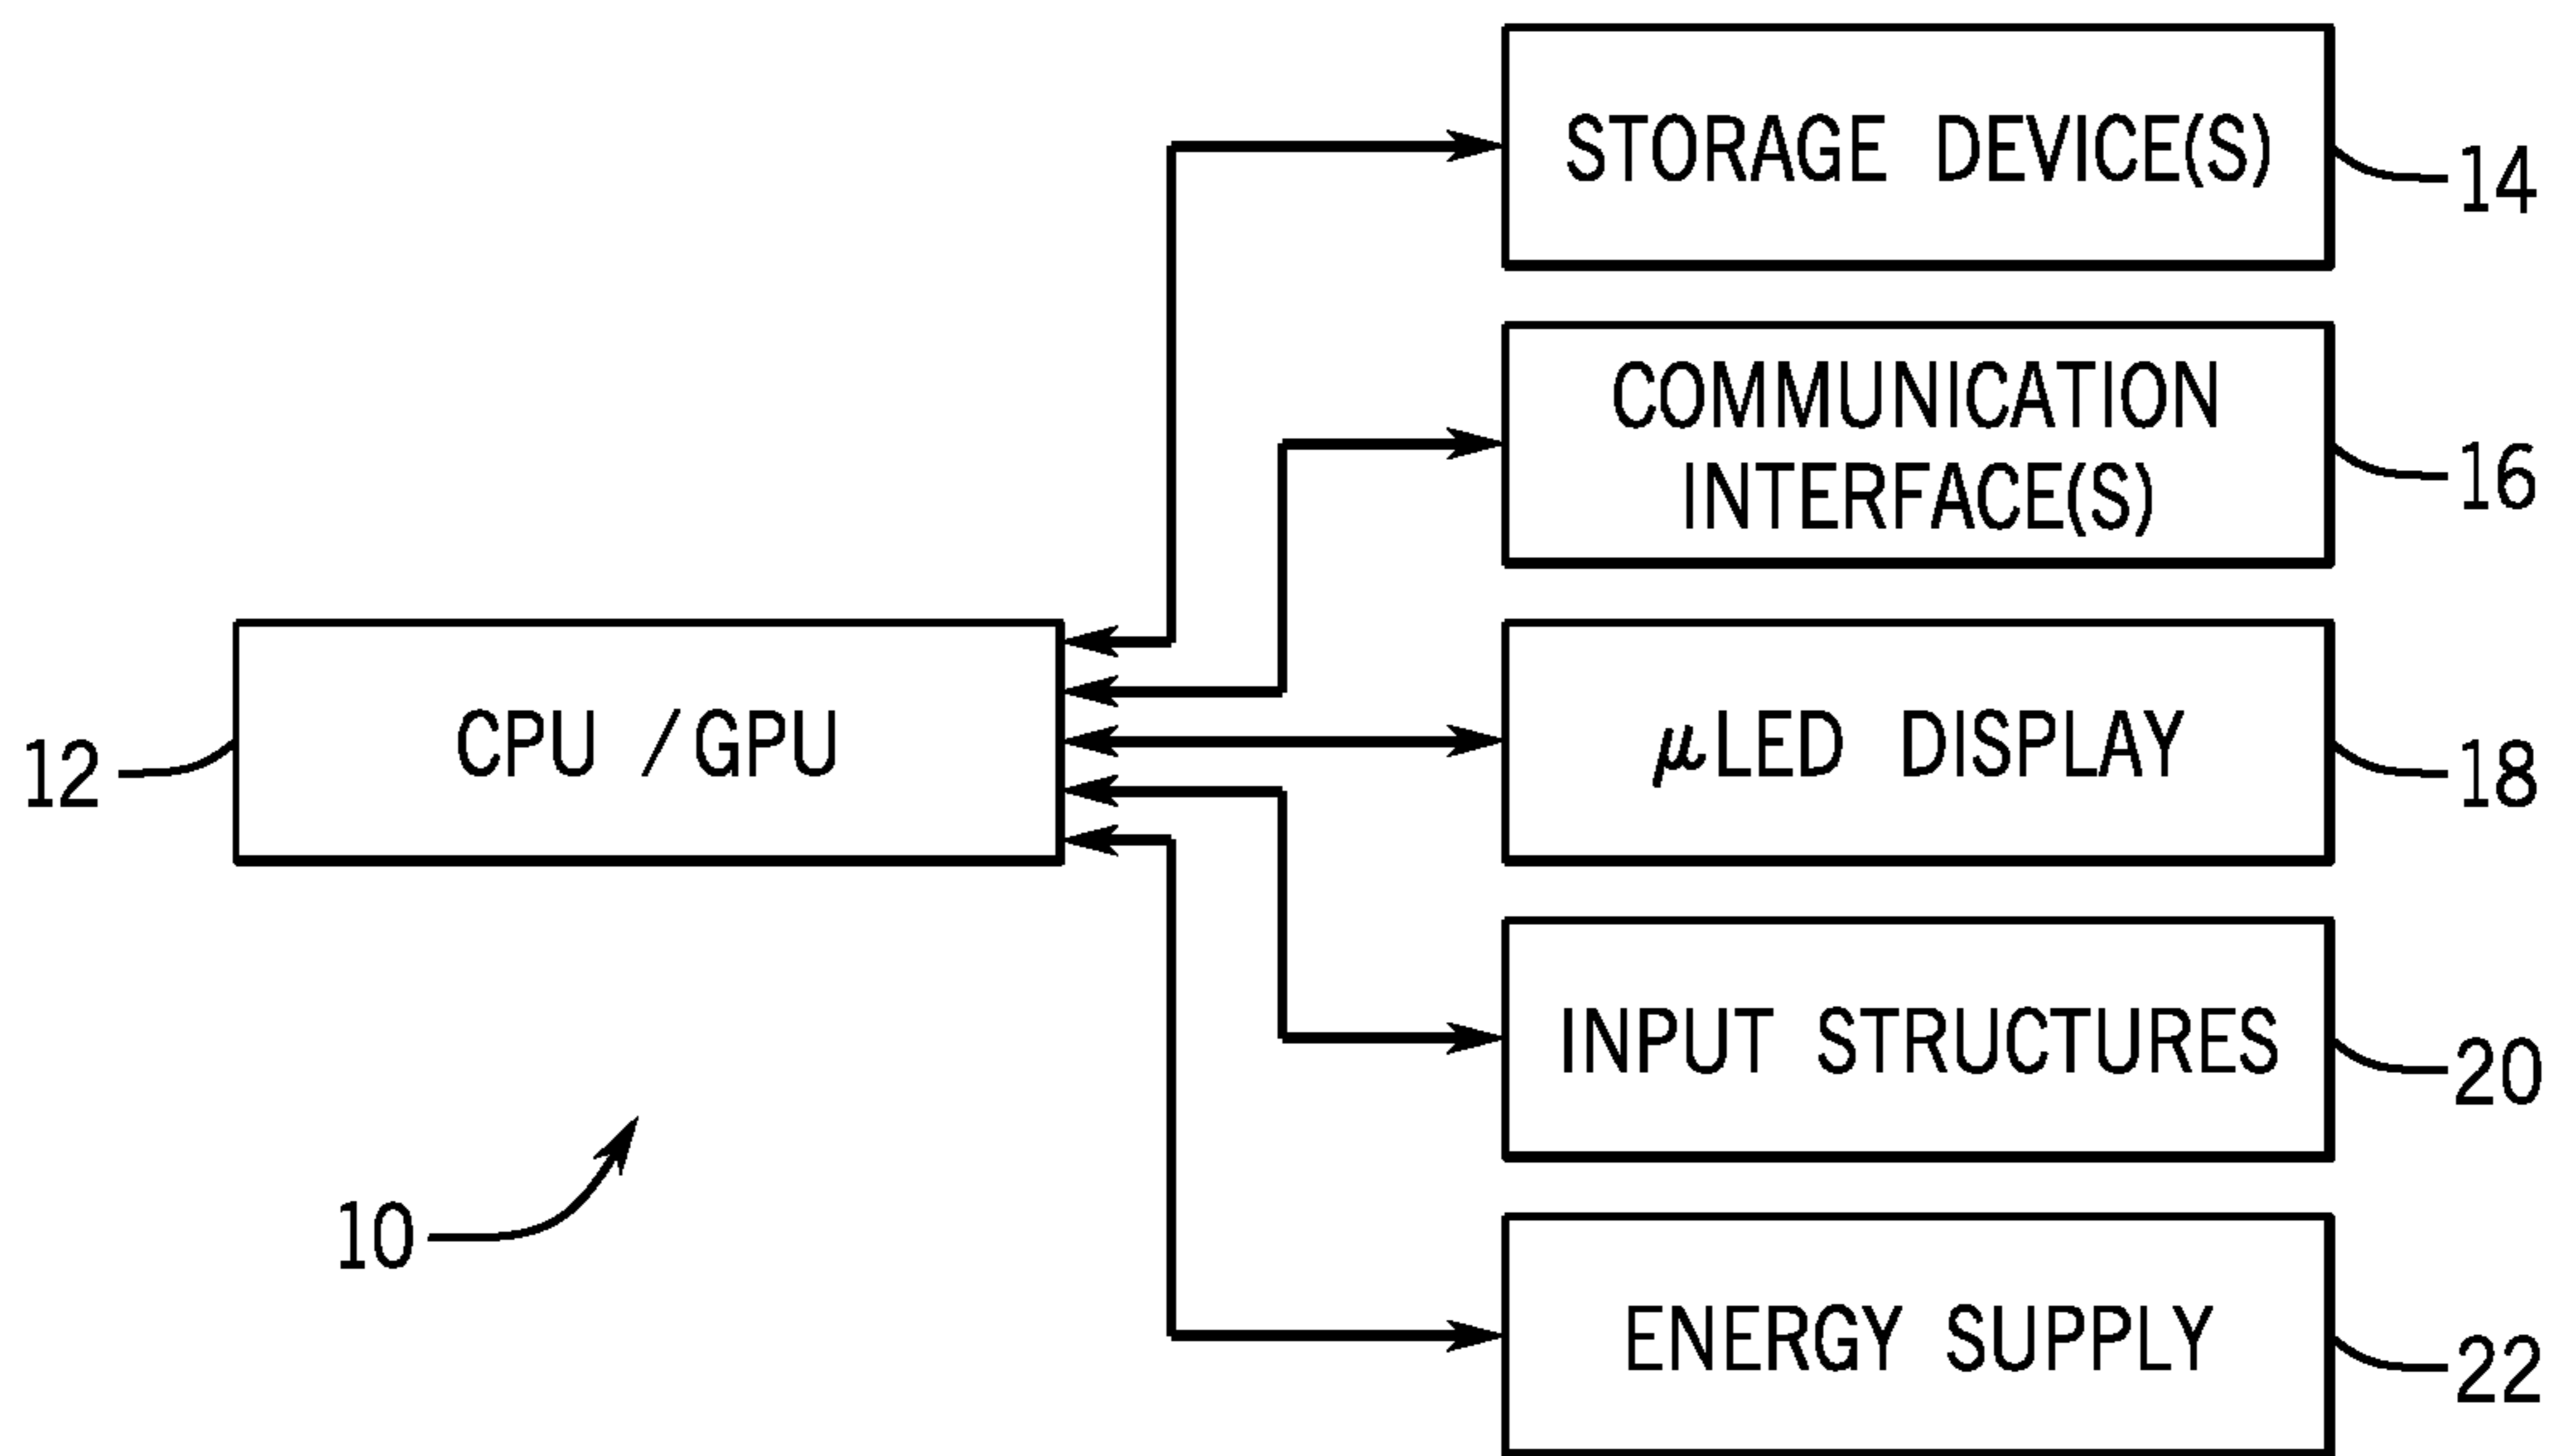 STORAGE DEVICE(S)
14
COMMUNICATION
INTERFACE(S)
16
12
CPU / GPU
μLED DISPLAY
18
INPUT STRUCTURES
20
10
ENERGY SUPPLY
22